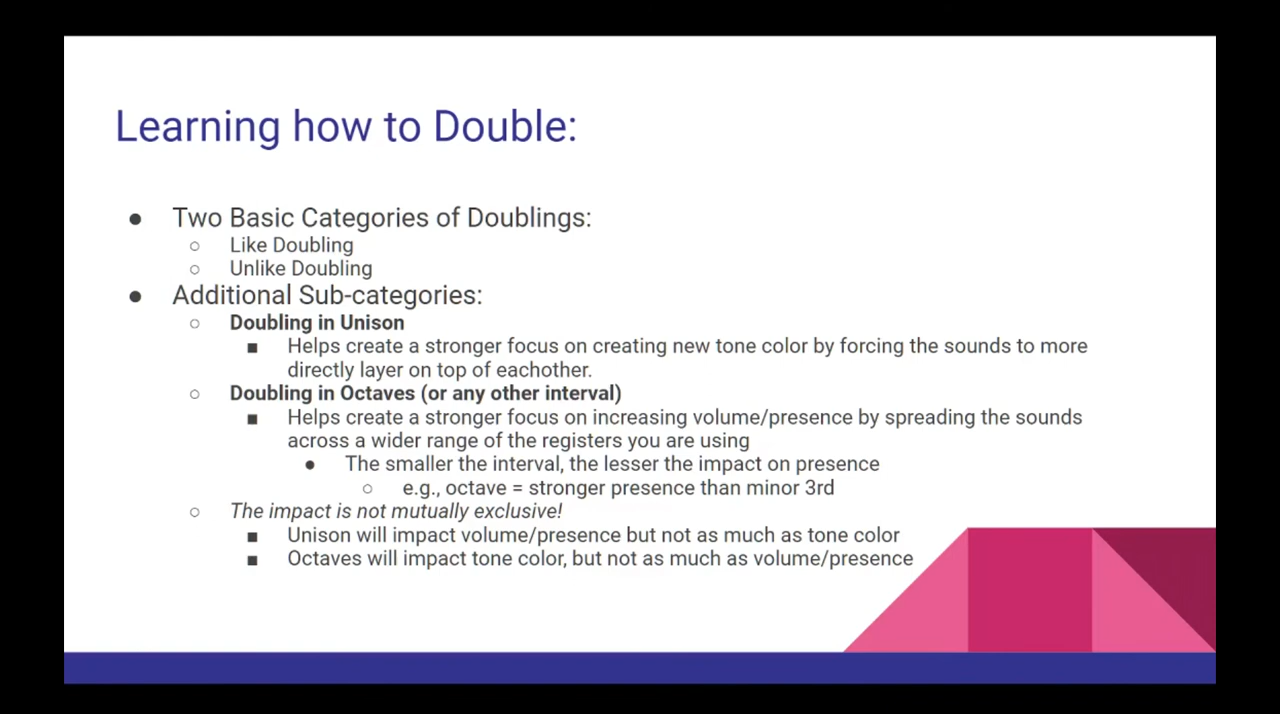 Learning how to Double:
● Two Basic Categories of Doublings:
○ Like Doubling
○ Unlike Doubling
● Additional Sub-categories:
○ Doubling in Unison
■ Helps create a stronger focus on creating new tone color by forcing the sounds to more
directly layer on top of eachother.
○ Doubling in Octaves (or any other interval)
■ Helps create a stronger focus on increasing volume/presence by spreading the sounds
across a wider range of the registers you are using
● The smaller the interval, the lesser the impact on presence
○ e.g., octave = stronger presence than minor 3rd
○ The impact is not mutually exclusive!
■ Unison will impact volume/presence but not as much as tone color
■ Octaves will impact tone color, but not as much as volume/presence